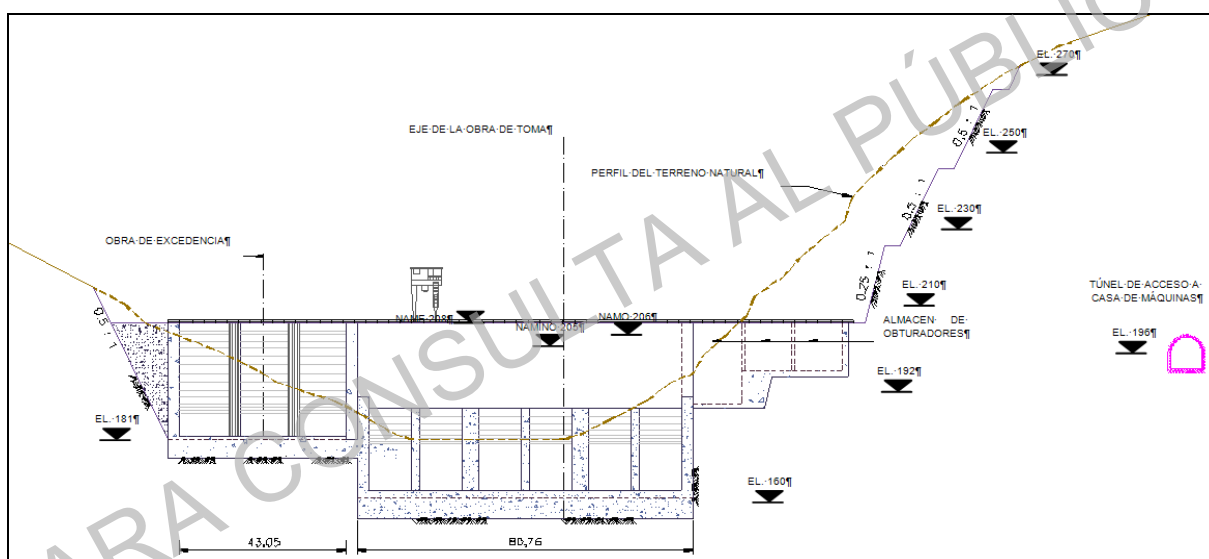 EL. 270¶
EJE·DE·LA·OBRA·DE·TOMA¶
0.5 : 1
EL. 250¶
PERFIL·DEL·TERRENO·NATURAL¶
0.5 : 1
EL. 230¶
OBRA·DE·EXCEDENCIA¶
0.25 : 1
EL. 210¶
TÚNEL·DE·ACCESO·A·
CASA·DE·MÁQUINAS¶
0.5 : 1
NAME·208¶
NAMINO·205¶
NAMO·206¶
ALMACEN· DE·
OBTURADORES¶
EL.·196¶
EL.·192¶
EL.·181¶
EL.·160¶
43,05
80,76
PARA CONSULTA AL PÚBLICO